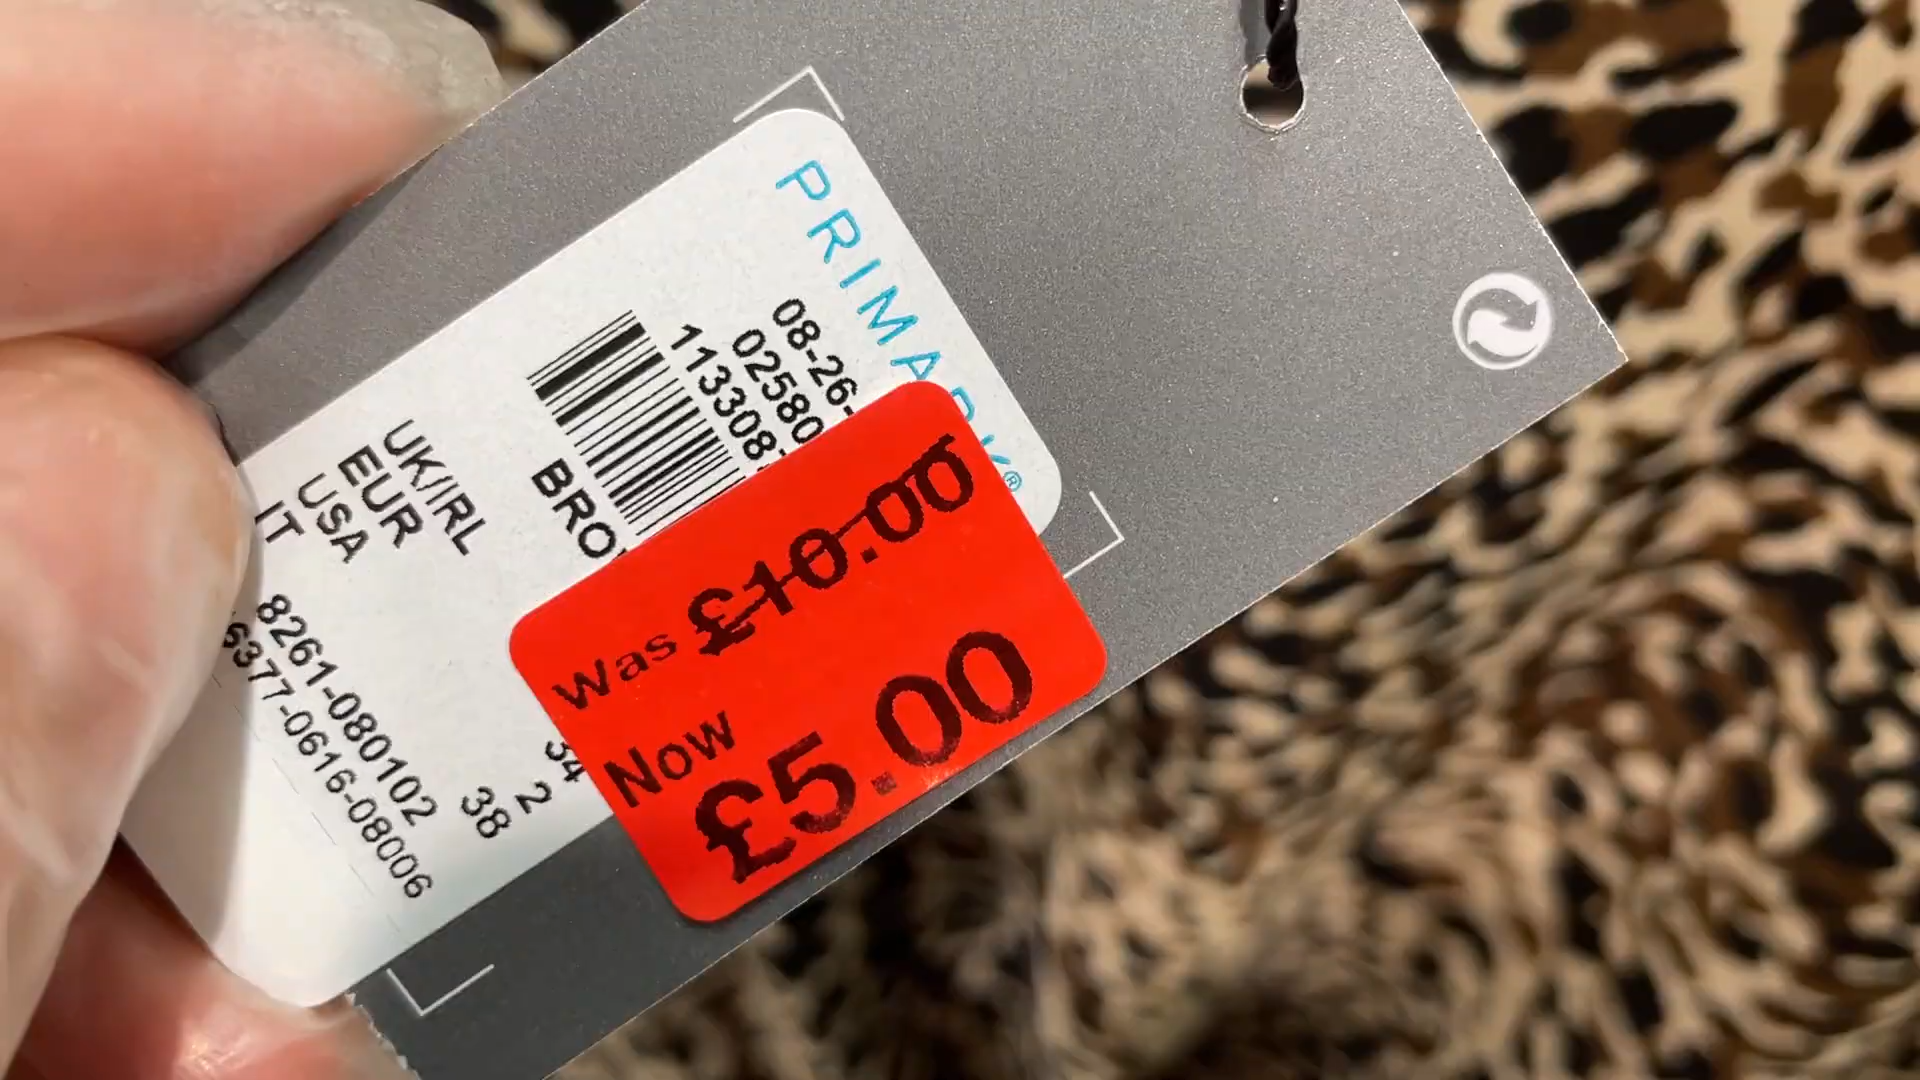 PRIMARK®
08-26-
02580
113308
BRO
UK/IRL
EUR 34
USA 2
IT 38
8261-080102
6377-0616-08006
Was £10.00
Now
£5.00